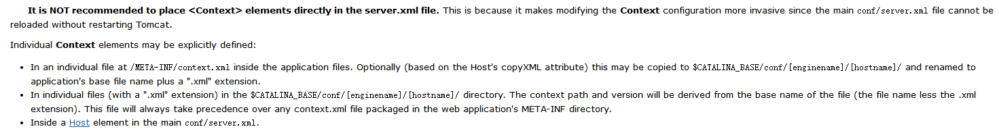 It is NOT recommended to place <Context> elements directly in the server.xml file. This is because it makes modifying the Context configuration more invasive since the main conf/server.xml file cannot be
reloaded without restarting Tomcat.
Individual Context elements may be explicitly defined:
• In an individual file at /META-INF/context.xml inside the application files. Optionally (based on the Host's copyXML attribute) this may be copied to $CATALINA_BASE/conf/[enginename]/[hostname]/ and renamed to
application's base file name plus a ".xml" extension.
• In individual files (with a ".xml" extension) in the $CATALINA_BASE/conf/[enginename]/[hostname]/ directory. The context path and version will be derived from the base name of the file (the file name less the .xml
extension). This file will always take precedence over any context.xml file packaged in the web application's META-INF directory.
• Inside a Host element in the main conf/server.xml.